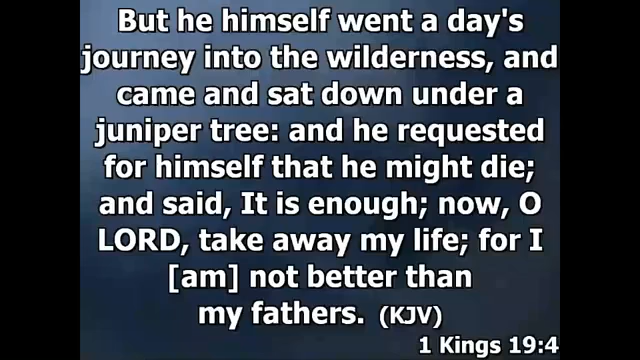 But he himself went a day's
journey into the wilderness, and
came and sat down under a
juniper tree: and he requested
for himself that he might die;
and said, It is enough; now, O
LORD, take away my life; for I
[am] not better than
my fathers. (KJV)
1 Kings 19:4